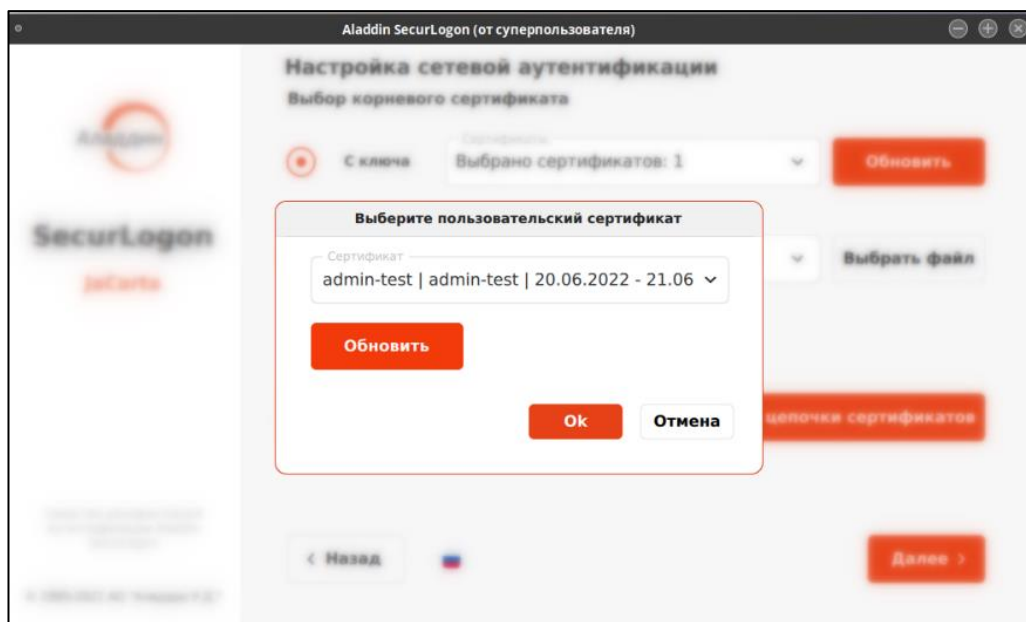 Aladdin SecurLogon (от суперпользователя)
Настройка сетевой аутентификации
Выбор корневого сертификата
Аладдин
С ключа
Сертификаты
Выбрано сертификатов: 1
Обновить
SecurLogon
JaCarta
Выберите пользовательский сертификат
Сертификат
admin-test | admin-test | 20.06.2022 - 21.06
Обновить
Ok
Отмена
Выбрать файл
цепочки сертификатов
Назад
Далее